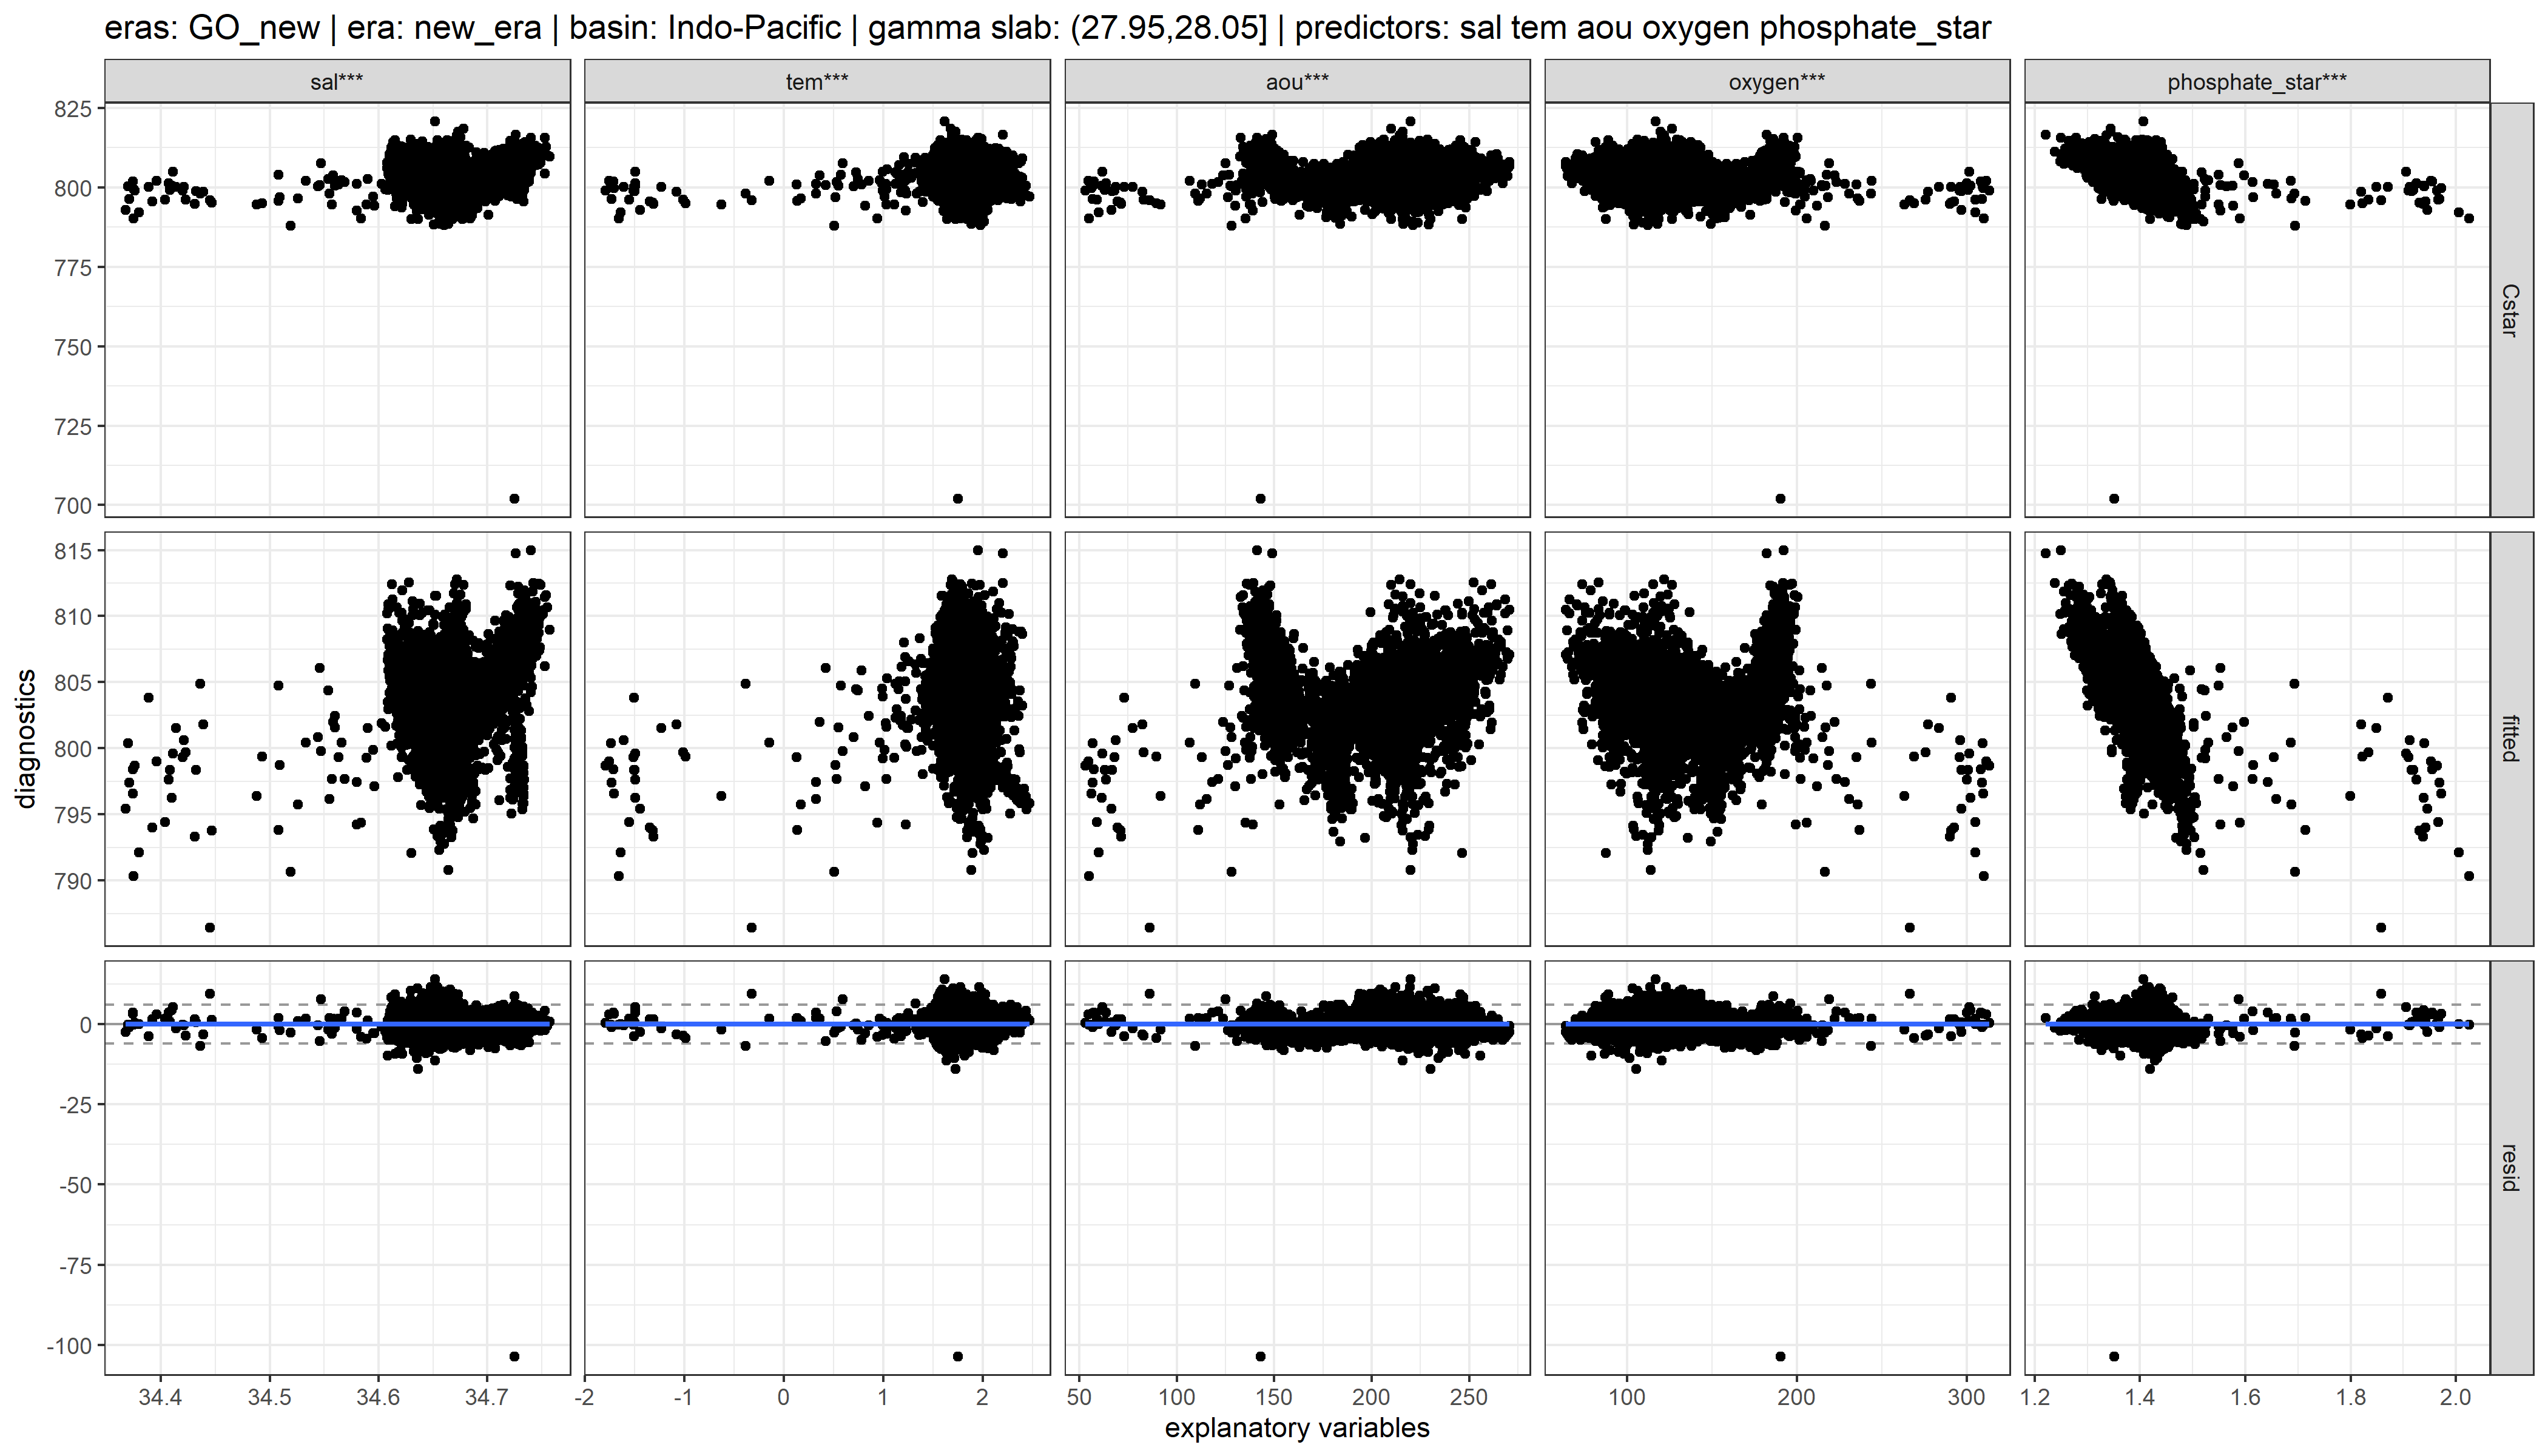 eras: GO_new | era: new_era | basin: Indo-Pacific | gamma slab: (27.95,28.05] | predictors: sal tem aou oxygen phosphate_star
sal*** tem*** aou*** oxygen*** phosphate_star***
825
800
775
750
725
700
Cstar
815
810
805
800
795
790
fitted
diagnostics
0
-25
-50
-75
-100
resid
34.4 34.5 34.6 34.7 -2 -1 0 1 2 50 100 150 200 250 100 200 300 1.2 1.4 1.6 1.8 2.0
explanatory variables